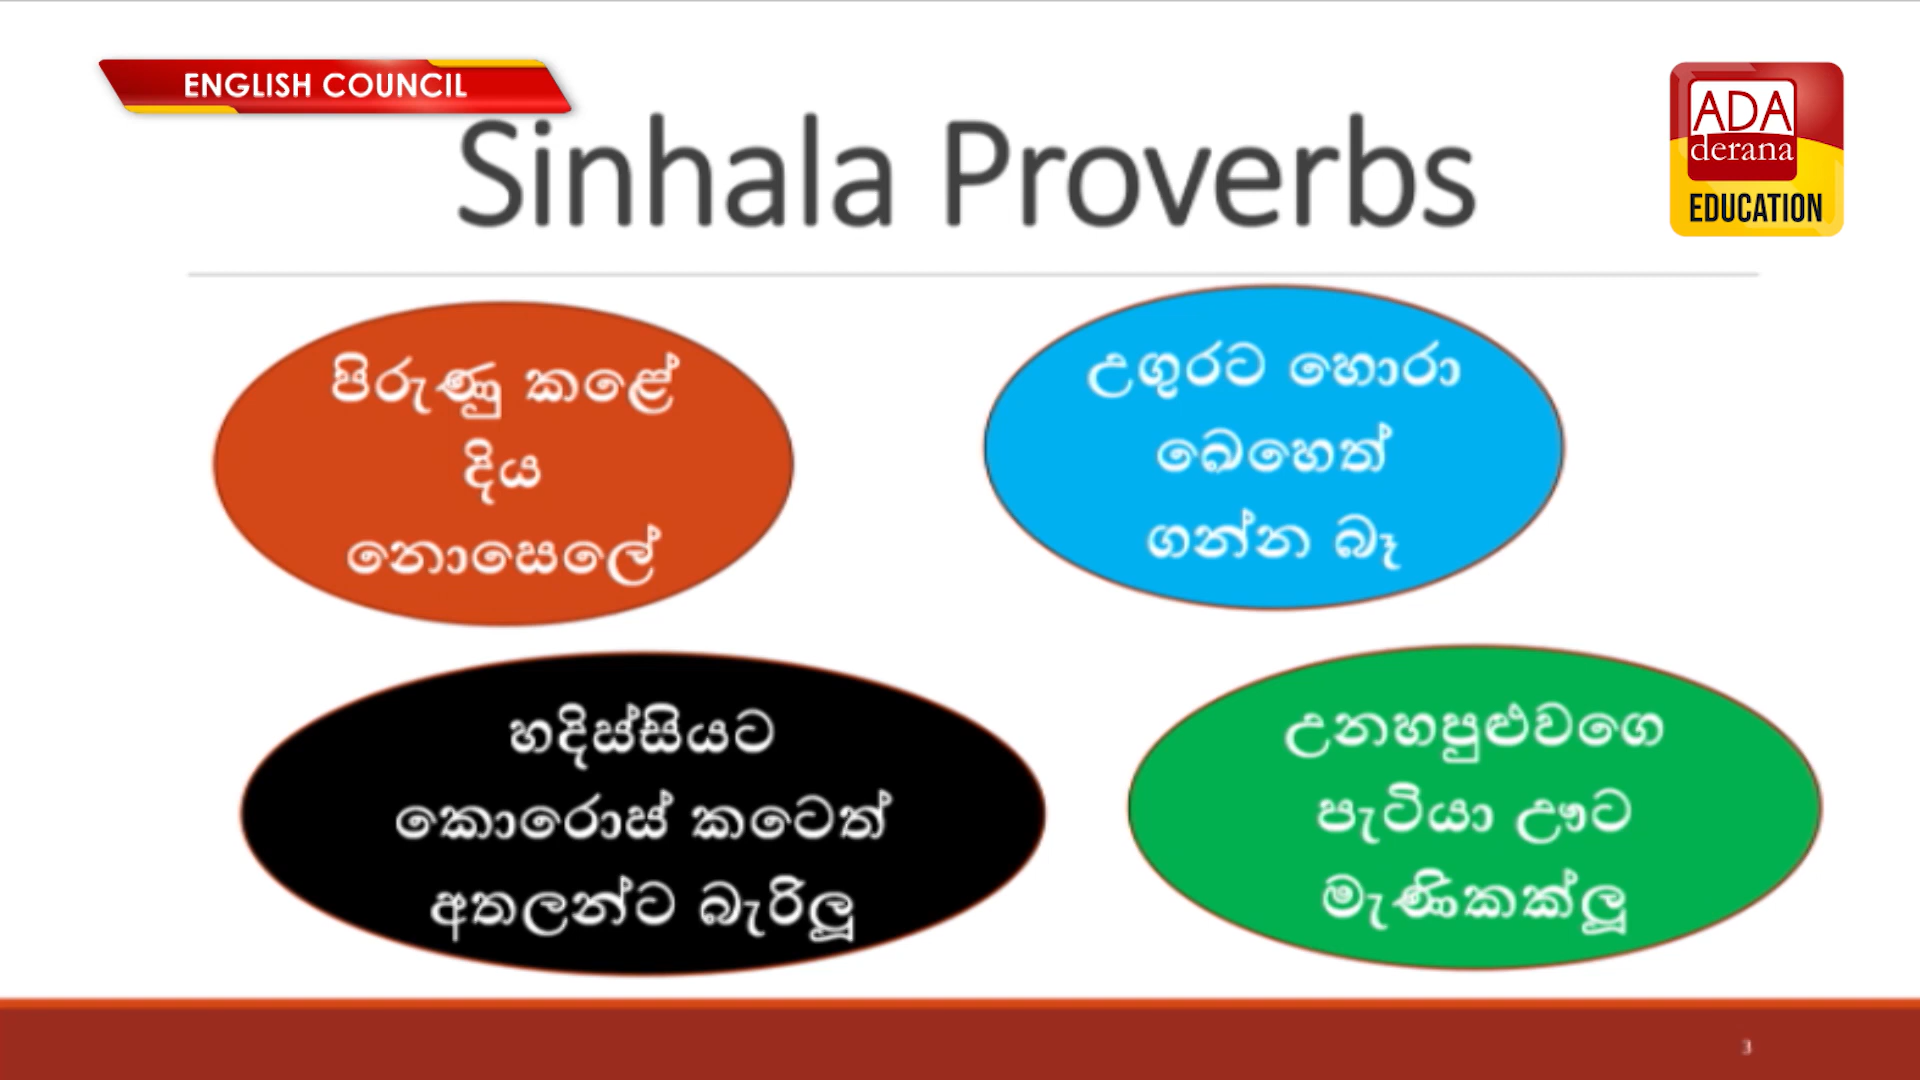 ENGLISH COUNCIL
ADA
derana
EDUCATION
Sinhala Proverbs
පිරුණු කළේ
දිය
නොසෙලේ
උගුරට හොරා
ඛෙහෙත්
ගන්න බෑ
හදිස්සියට
කොරොස් කටෙත්
අතලන්ට බැරිලූ
උනහපුළුවගෙ
පැටියා ඌට
මැණිකක්ලූ
3